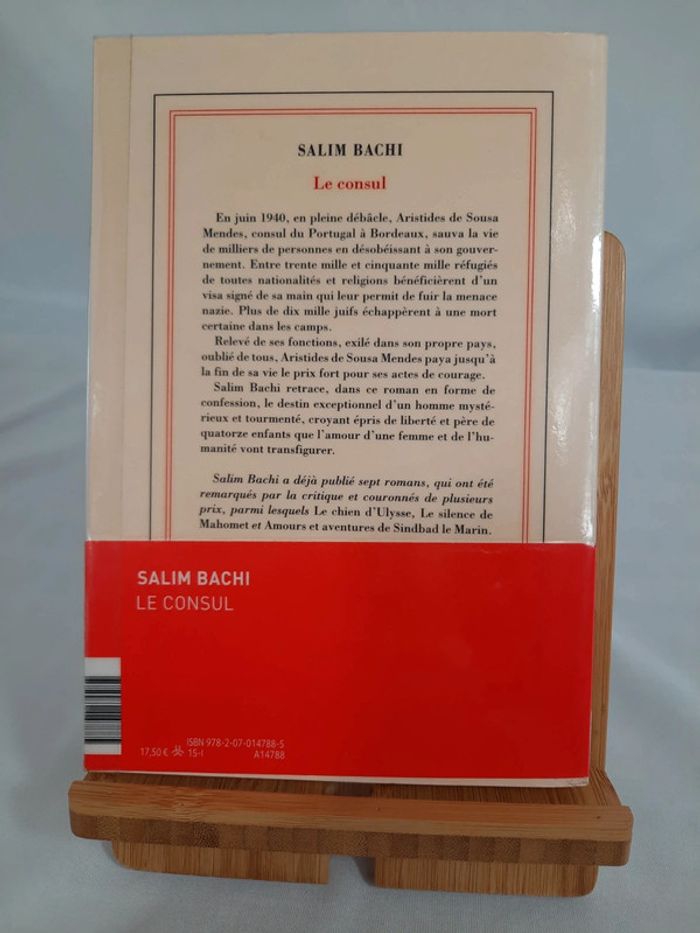 SALIM BACHI
Le consul
En juin 1940, en pleine débâcle, Aristides de Sousa
Mendes, consul du Portugal à Bordeaux, sauva la vie
de milliers de personnes en désobéissant à son gouver-
nement. Entre trente mille et cinquante mille réfugiés
de toutes nationalités et religions bénéficièrent d'un
visa signé de sa main qui leur permit de fuir la menace
nazie. Plus de dix mille juifs échappèrent à une mort
certaine dans les camps.
Relevé de ses fonctions, exilé dans son propre pays,
oublié de tous, Aristides de Sousa Mendes paya jusqu'à
la fin de sa vie le prix fort pour ses actes de courage.
Salim Bachi retrace, dans ce roman en forme de
confession, le destin exceptionnel d'un homme mysté-
rieux et tourmenté, croyant épris de liberté et père de
quatorze enfants que l'amour d'une femme et de l'hu-
manité vont transfigurer.
Salim Bachi a déjà publié sept romans, qui ont été
remarqués par la critique et couronnés de plusieurs
prix, parmi lesquels Le chien d'Ulysse, Le silence de
Mahomet et Amours et aventures de Sindbad le Marin.
SALIM BACHI
LE CONSUL
ISBN 978-2-07-014788-5
17,50 € 15-I A14788